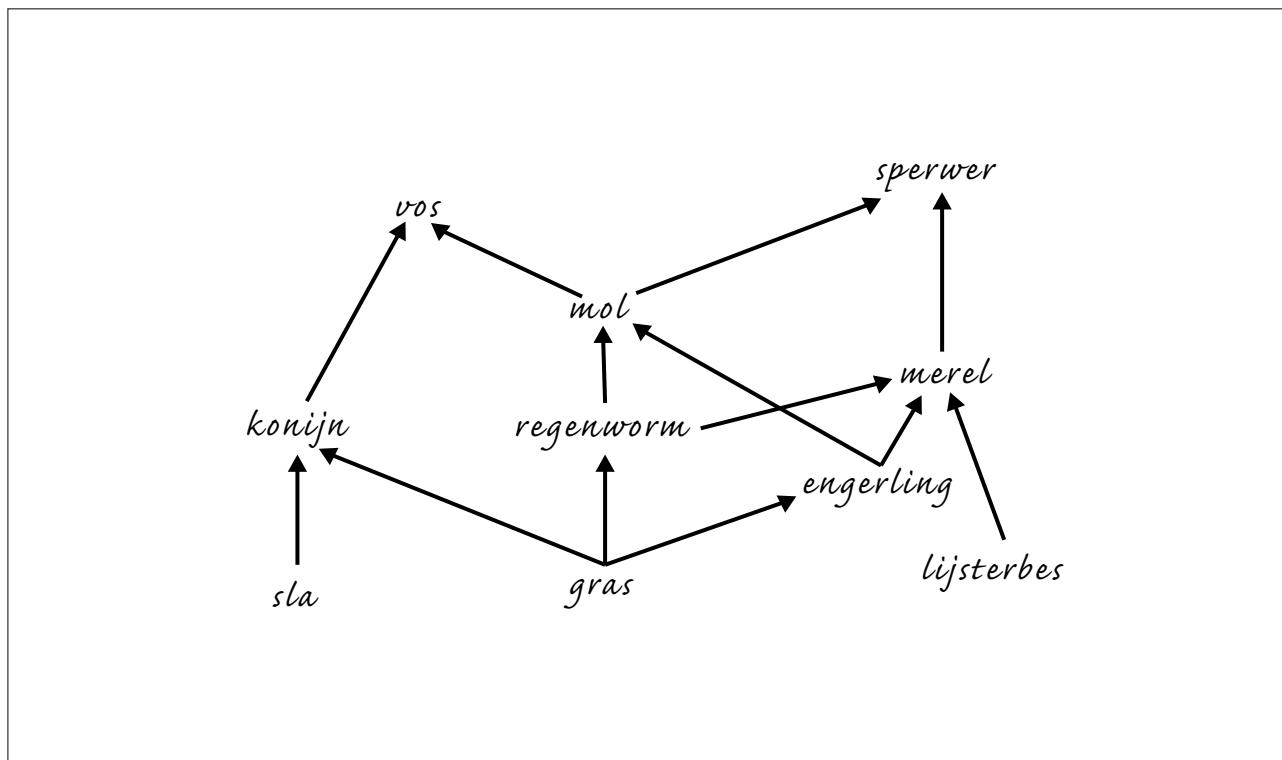 sperwer
vos
mol
merel
konijn
regenworm
engerling
lijsterbes
gras
sla